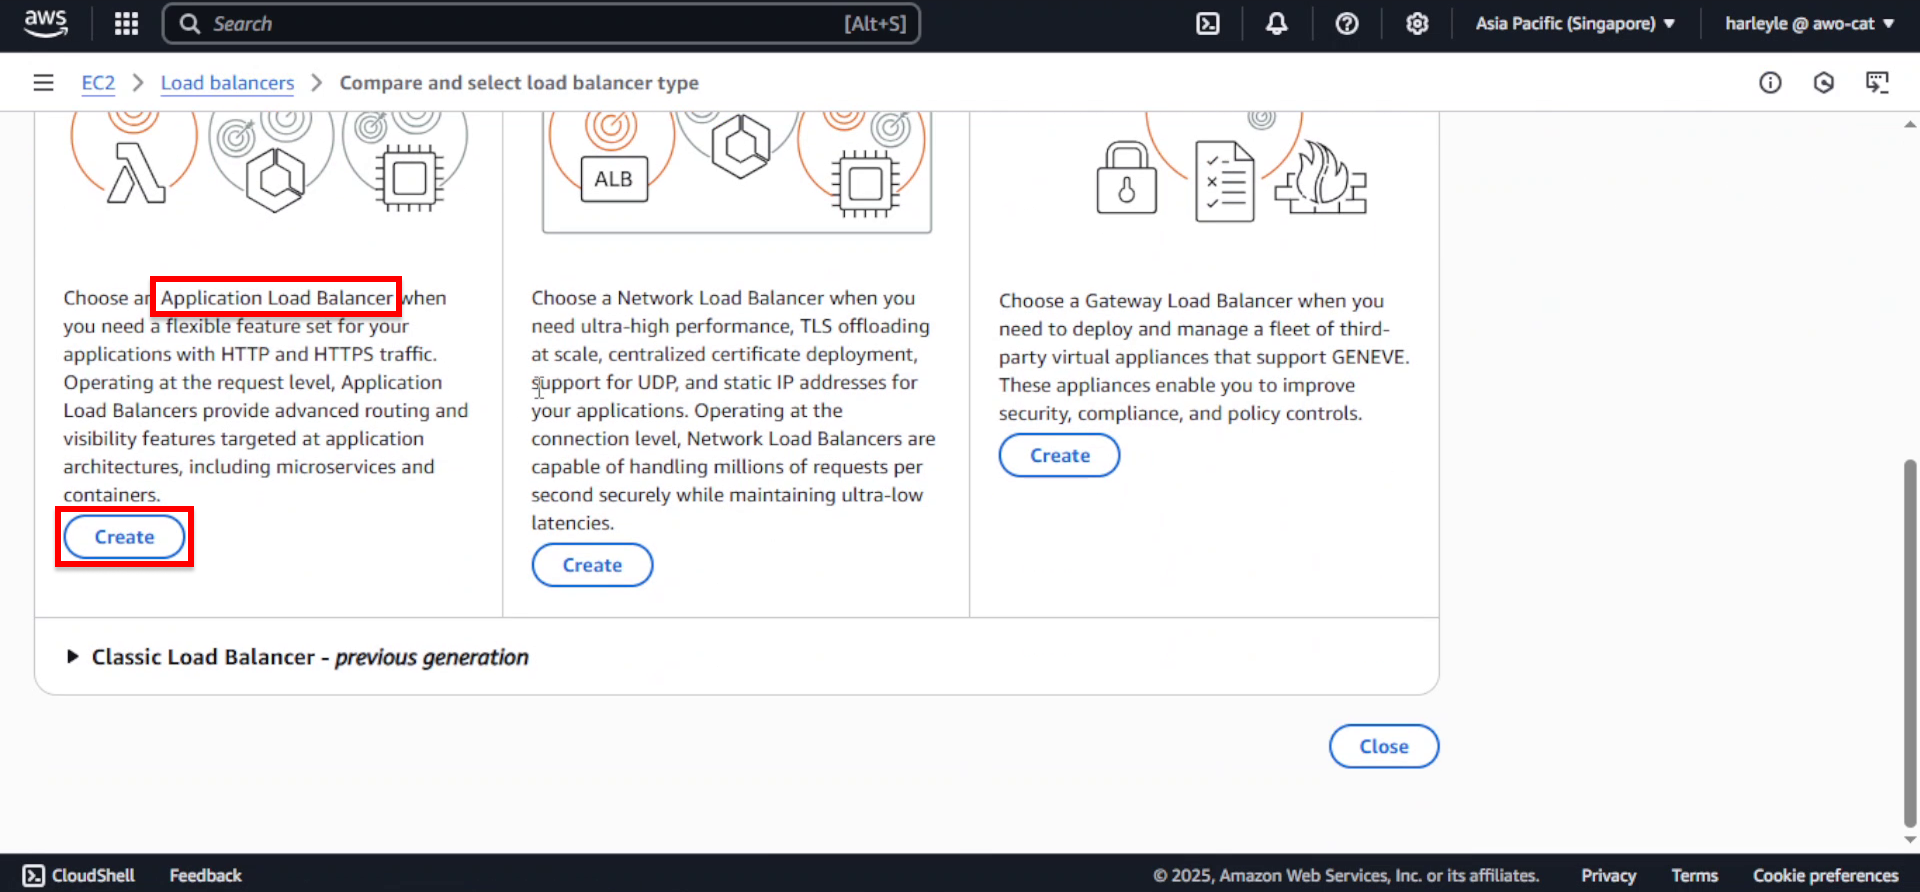 aws
Search
[Alt+S]
Asia Pacific (Singapore)
harleyle @ awo-cat
EC2
Load balancers
Compare and select load balancer type
ALB
Choose an Application Load Balancer when
you need a flexible feature set for your
applications with HTTP and HTTPS traffic.
Operating at the request level, Application
Load Balancers provide advanced routing and
visibility features targeted at application
architectures, including microservices and
containers.
Create
Choose a Network Load Balancer when you
need ultra-high performance, TLS offloading
at scale, centralized certificate deployment,
support for UDP, and static IP addresses for
your applications. Operating at the
connection level, Network Load Balancers are
capable of handling millions of requests per
second securely while maintaining ultra-low
latencies.
Create
Choose a Gateway Load Balancer when you
need to deploy and manage a fleet of third-
party virtual appliances that support GENEVE.
These appliances enable you to improve
security, compliance, and policy controls.
Create
Classic Load Balancer - previous generation
Close
CloudShell
Feedback
© 2025, Amazon Web Services, Inc. or its affiliates.
Privacy
Terms
Cookie preferences